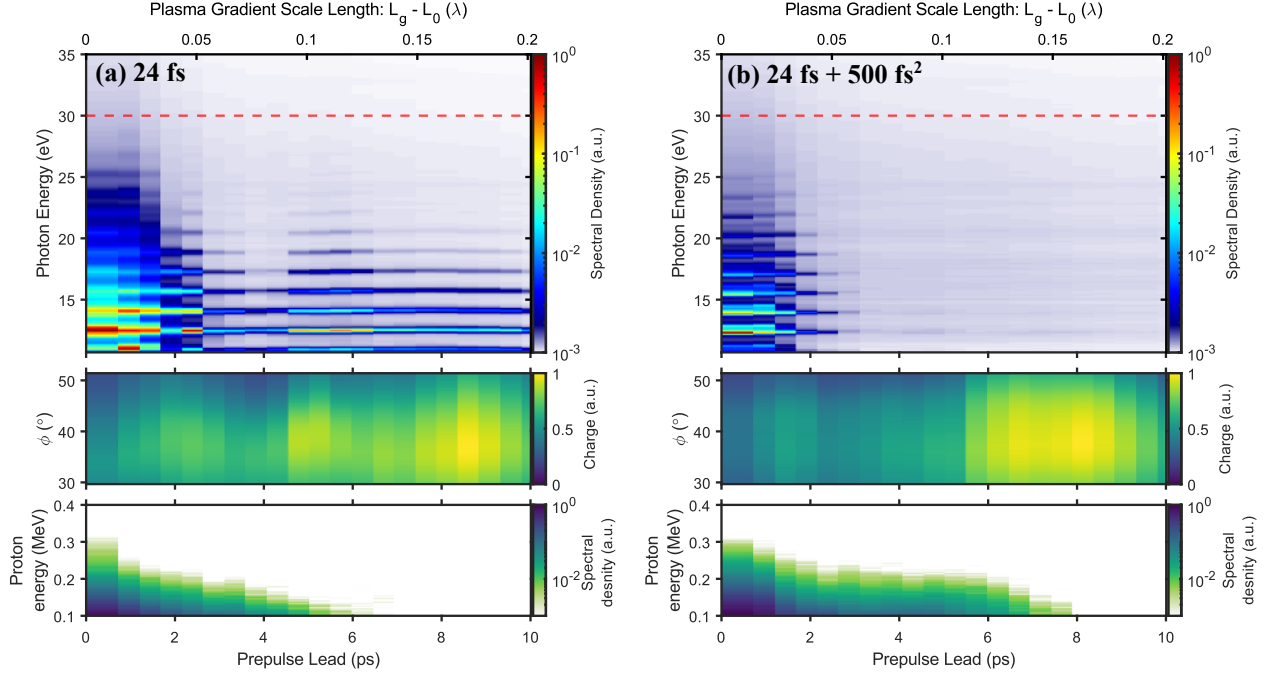 Plasma Gradient Scale Length: Lg - L0 (λ)
0 0.05 0.1 0.15 0.2
(a) 24 fs
35
30
25
20
15
Photon Energy (eV)
10^0
10^-1
10^-2
10^-3
Spectral Density (a.u.)
50
40
30
ϕ (°)
1
0.5
0
Charge (a.u.)
0.4
0.3
0.2
0.1
Proton
energy (MeV)
10^0
10^-2
Spectral
desnity (a.u.)
0 2 4 6 8 10
Prepulse Lead (ps)
Plasma Gradient Scale Length: Lg - L0 (λ)
0 0.05 0.1 0.15 0.2
(b) 24 fs + 500 fs²
35
30
25
20
15
Photon Energy (eV)
10^0
10^-1
10^-2
10^-3
Spectral Density (a.u.)
50
40
30
ϕ (°)
1
0.5
0
Charge (a.u.)
0.4
0.3
0.2
0.1
Proton
energy (MeV)
10^0
10^-2
Spectral
desnity (a.u.)
0 2 4 6 8 10
Prepulse Lead (ps)